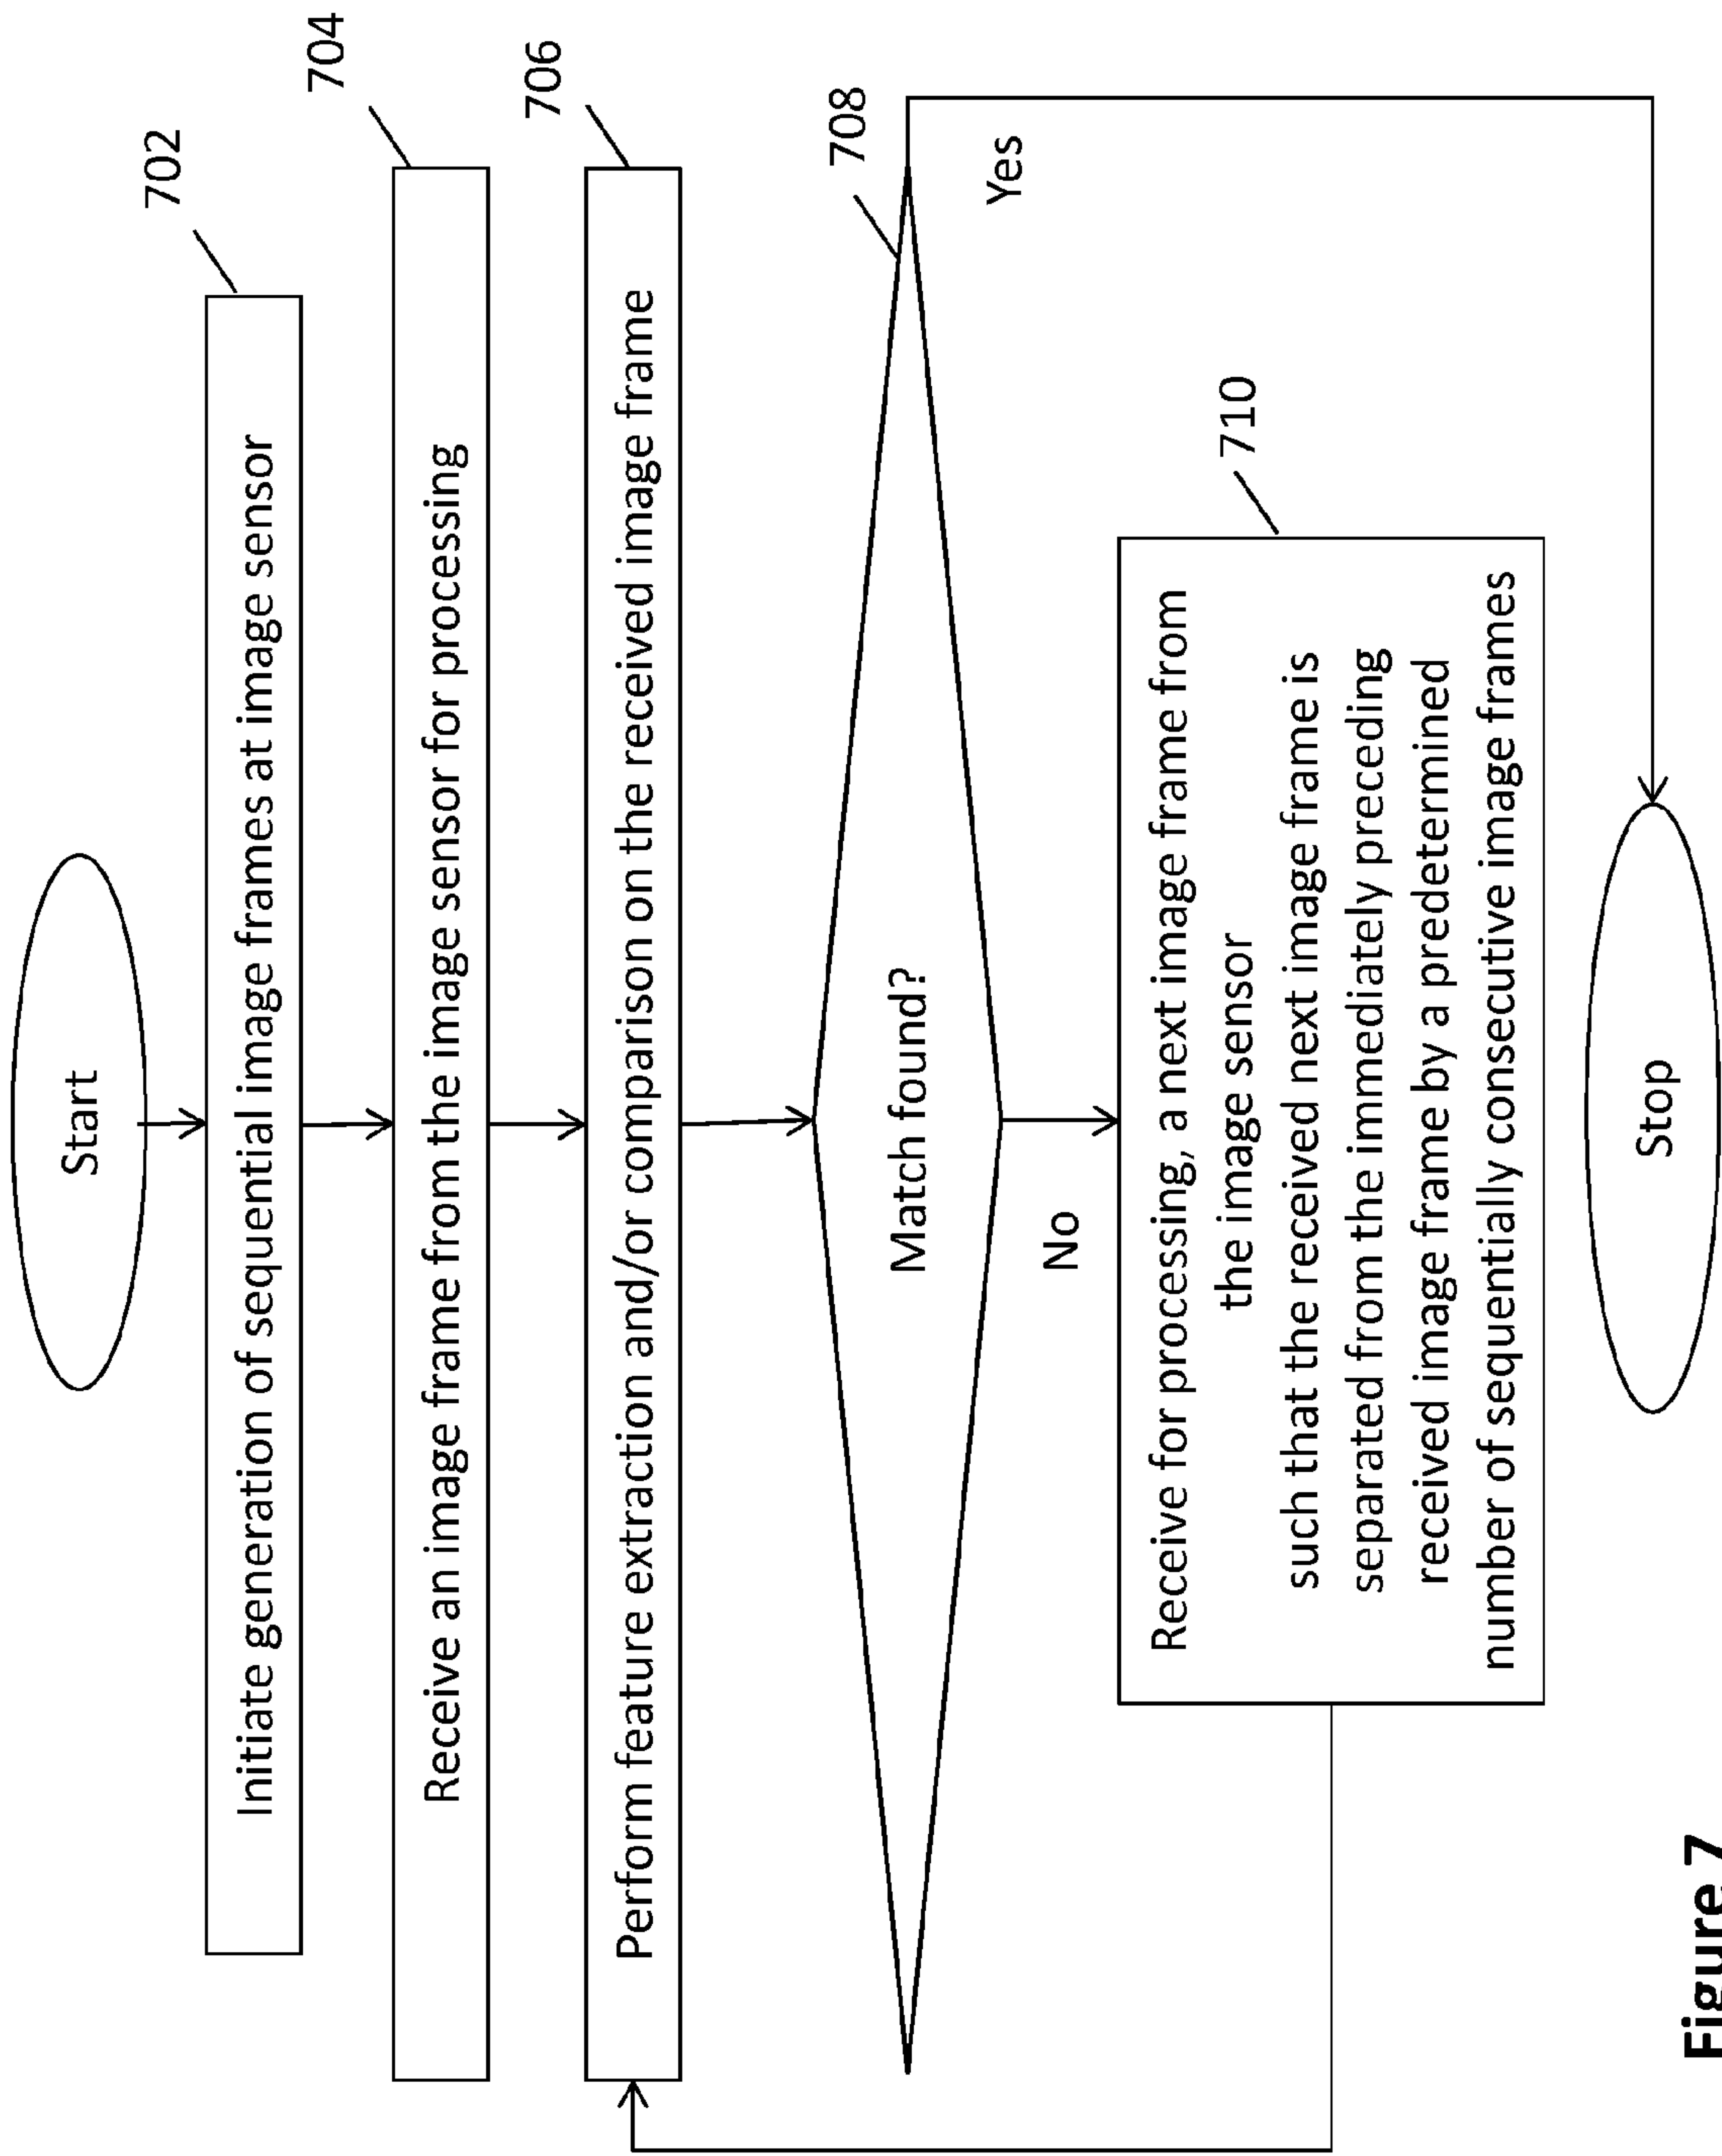 Start
702
Initiate generation of sequential image frames at image sensor
704
Receive an image frame from the image sensor for processing
706
Perform feature extraction and/or comparison on the received image frame
708
Match found?
Yes
No
710
Receive for processing, a next image frame from
the image sensor
such that the received next image frame is
separated from the immediately preceding
received image frame by a predetermined
number of sequentially consecutive image frames
Stop
Figure 7